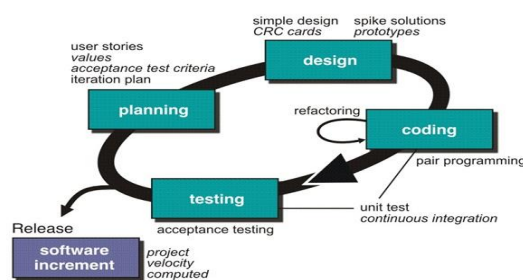 simple design
CRC cards
spike solutions
prototypes
user stories
values
acceptance test criteria
iteration plan
design
planning
refactoring
coding
pair programming
testing
acceptance testing
unit test
continuous integration
Release
software
increment
project
velocity
computed